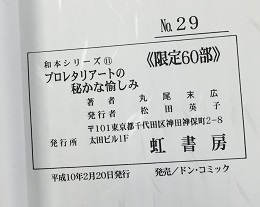 No. 29
和本シリーズ⑪
《限定60部》
プロレタリアートの
秘かな愉しみ
著者 丸尾末広
発行者 松田英子
〒101東京都千代田区神田神保町2-8
発行所 太田ビル1F 虹書房
平成10年2月20日発行 発売/ドン・コミック